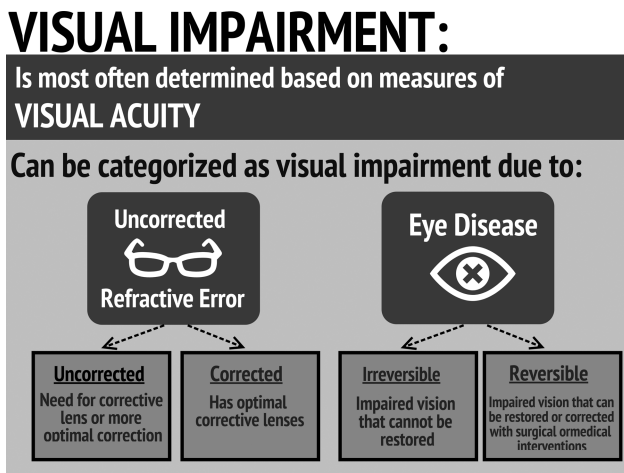 VISUAL IMPAIRMENT:
Is most often determined based on measures of
VISUAL ACUITY
Can be categorized as visual impairment due to:
Uncorrected
Refractive Error
Eye Disease
Uncorrected
Need for corrective
lens or more
optimal correction
Corrected
Has optimal
corrective lenses
Irreversible
Impaired vision
that cannot be
restored
Reversible
Impaired vision that can
be restored or corrected
with surgical ormedical
interventions